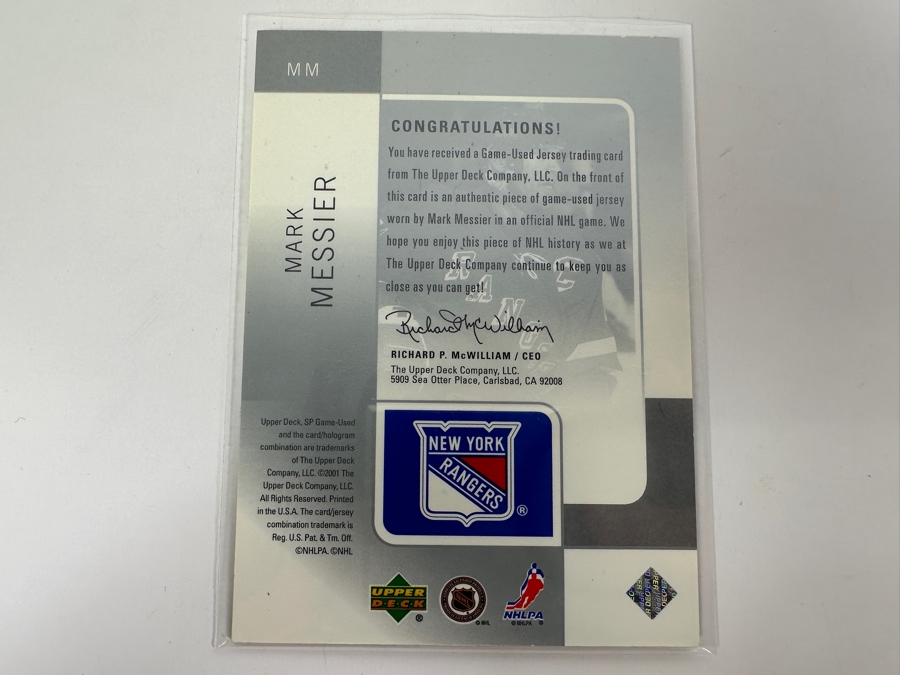 MM
MARK
MESSIER
CONGRATULATIONS!
You have received a Game-Used Jersey trading card
from The Upper Deck Company, LLC. On the front of
this card is an authentic piece of game-used jersey
worn by Mark Messier in an official NHL game. We
hope you enjoy this piece of NHL history as we at
The Upper Deck Company continue to keep you as
close as you can get!
Richard McWilliam
RICHARD P. McWILLIAM / CEO
The Upper Deck Company, LLC.
5909 Sea Otter Place, Carlsbad, CA 92008
Upper Deck, SP Game-Used
and the card/hologram
combination are trademarks
of The Upper Deck
Company, LLC. ©2001 The
Upper Deck Company, LLC.
All Rights Reserved. Printed
in the U.S.A. The card/jersey
combination trademark is
Reg. U.S. Pat. & Tm. Off.
©NHLPA. ©NHL
NEW YORK
RANGERS
®
UPPER
DECK
®
NHL
© NHL
NHLPA
© NHLPA ®